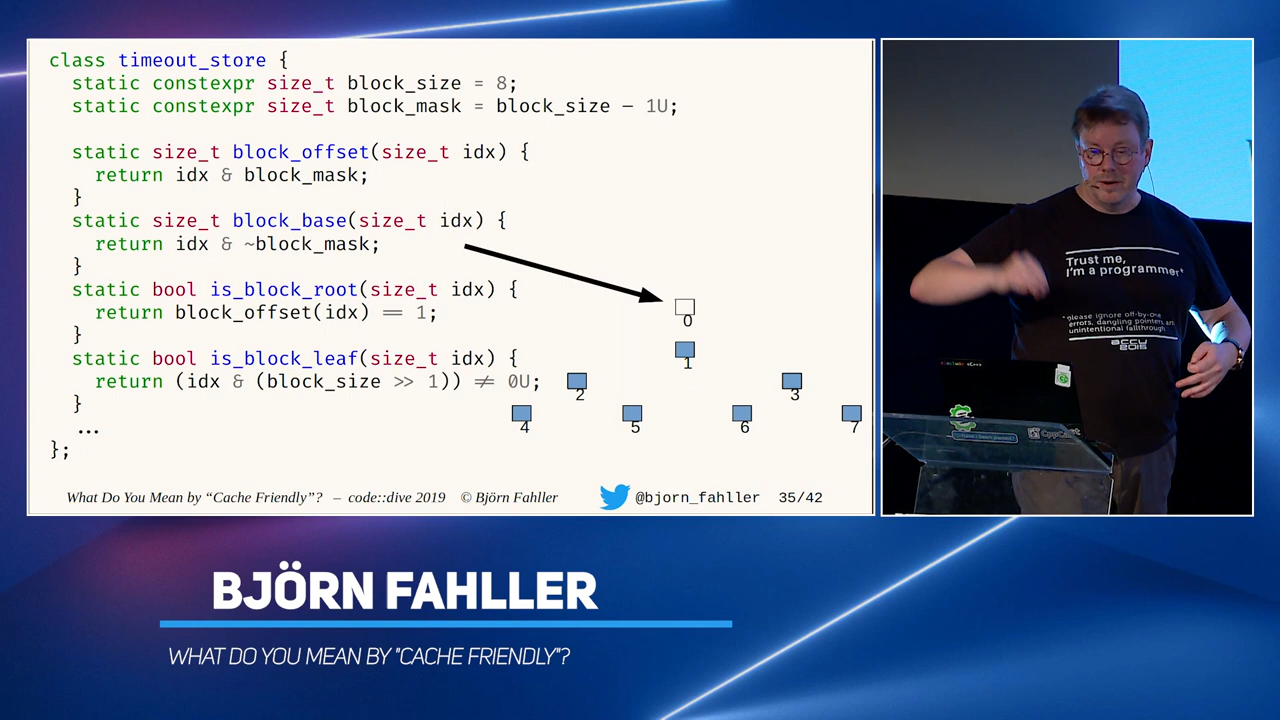 class timeout_store {
static constexpr size_t block_size = 8;
static constexpr size_t block_mask = block_size – 1U;
static size_t block_offset(size_t idx) {
return idx & block_mask;
}
static size_t block_base(size_t idx) {
return idx & ~block_mask;
}
static bool is_block_root(size_t idx) {
return block_offset(idx) == 1;
}
static bool is_block_leaf(size_t idx) {
return (idx & (block_size >> 1)) ≠ 0U;
}
...
};
0
1
2
3
4
5
6
7
What Do You Mean by “Cache Friendly”? – code::dive 2019 © Björn Fahller
@bjorn_fahller 35/42
Trust me,
I'm a programmer*
*please ignore off-by-one
errors, dangling pointers, and
unintentional fallthrough
accu
2015
BJÖRN FAHLLER
WHAT DO YOU MEAN BY "CACHE FRIENDLY"?